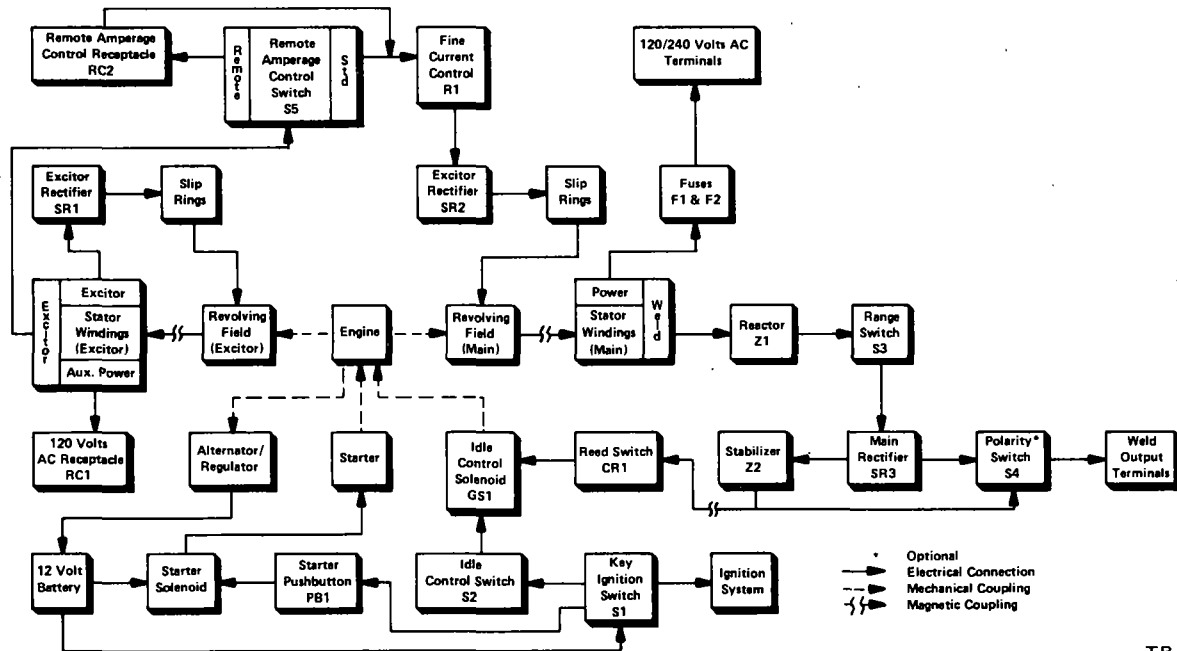 Remote Amperage
Control Receptacle
RC2
Remote
Remote
Amperage
Control
Switch
S5
Std
Fine
Current
Control
R1
120/240 Volts AC
Terminals
Excitor
Rectifier
SR1
Slip
Rings
Excitor
Rectifier
SR2
Slip
Rings
Fuses
F1 & F2
Excitor
Excitor
Stator
Windings
(Excitor)
Aux. Power
Revolving
Field
(Excitor)
Engine
Revolving
Field
(Main)
Power
Stator
Windings
(Main)
Weld
Reactor
Z1
Range
Switch
S3
120 Volts
AC Receptacle
RC1
Alternator/
Regulator
Starter
Idle
Control
Solenoid
GS1
Reed Switch
CR1
Stabilizer
Z2
Main
Rectifier
SR3
Polarity*
Switch
S4
Weld
Output
Terminals
12 Volt
Battery
Starter
Solenoid
Starter
Pushbutton
PB1
Idle
Control Switch
S2
Key
Ignition
Switch
S1
Ignition
System
* Optional
Electrical Connection
Mechanical Coupling
Magnetic Coupling